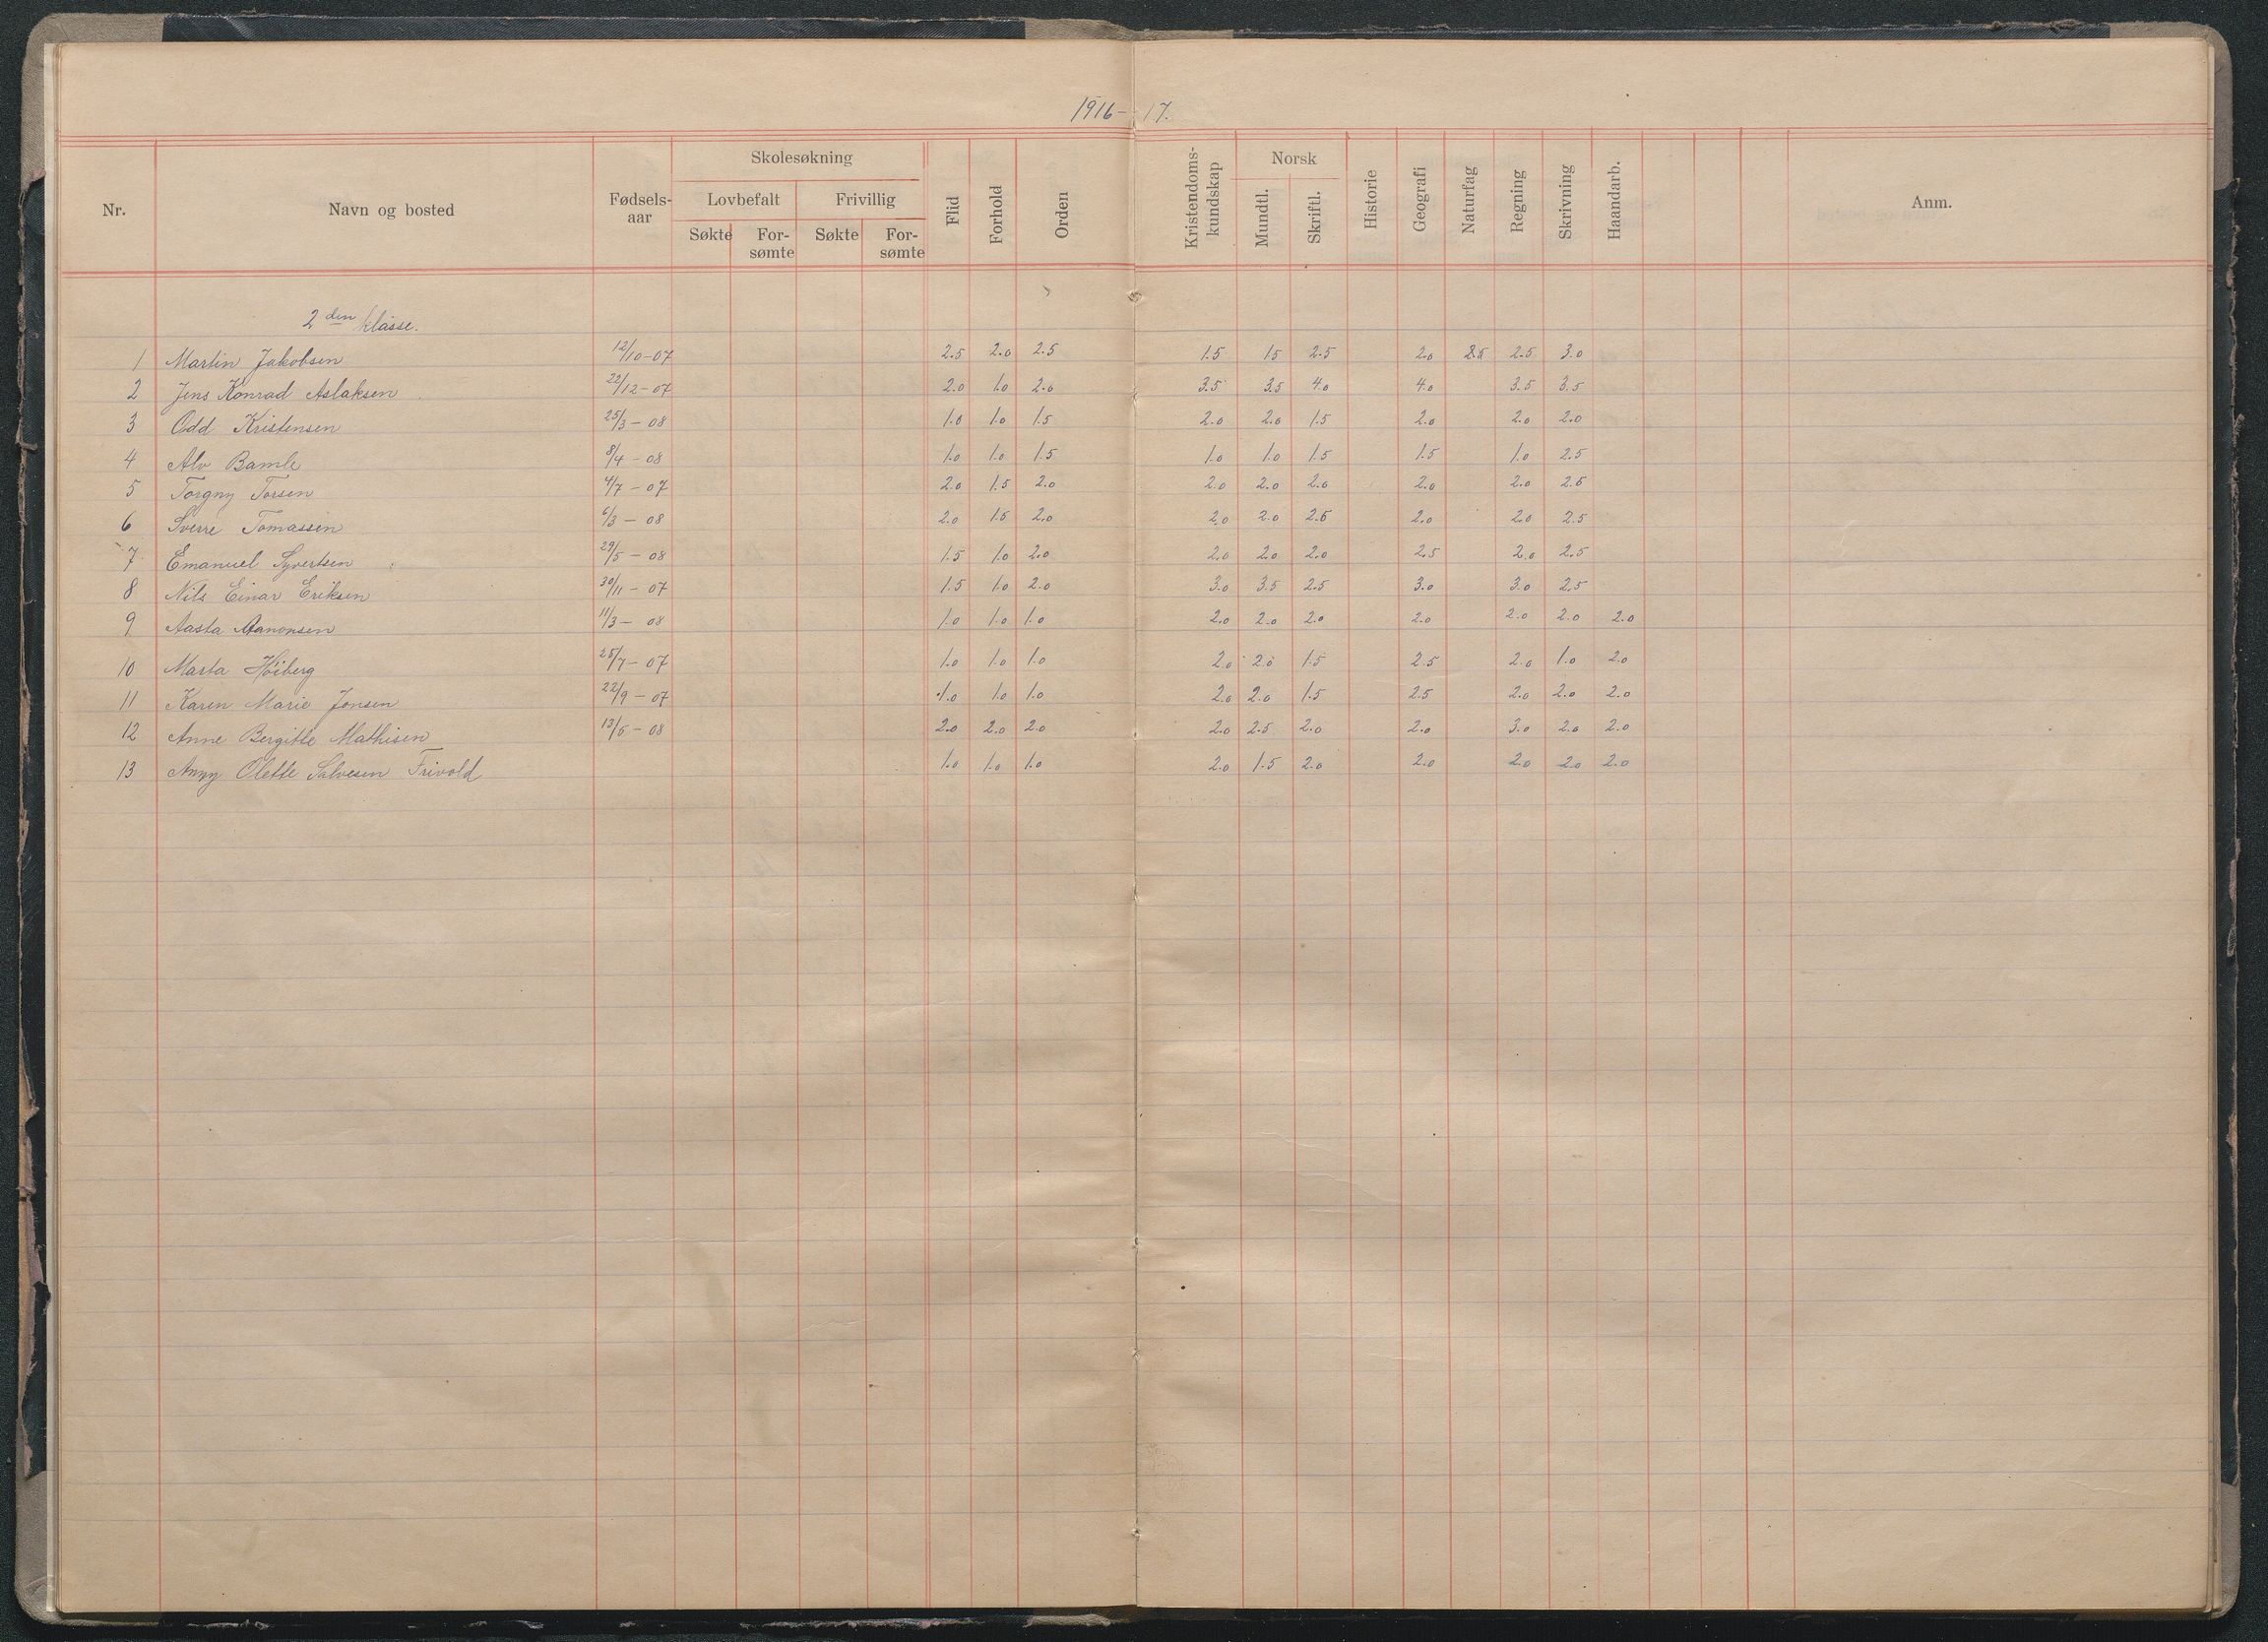 1916-17.
Nr. Navn og bosted Fødsels-aar Skolesøkning Lovbefalt Søkte For-sømte Frivillig Søkte For-sømte Flid Forhold Orden Kristendoms-kundskap Norsk Mundtl. Skriftl. Historie Geografi Naturfag Regning Skrivning Haandarb. Anm.
2den klasse.
1 Martin Jakobsen 12/10-07 2.5 2.0 2.5 1.5 1.5 2.5 2.0 2.5 3.0
2 Jens Konrad Aslaksen 22/12-07 2.0 1.0 2.0 3.5 3.5 4.0 4.0 3.5 3.5
3 Odd Kristensen 25/3-08 1.0 1.0 1.5 2.0 2.0 1.5 2.0 2.0 2.0
4 Alv Bamle 8/4-08 1.0 1.0 1.5 1.0 1.0 1.5 1.5 1.0 2.5
5 Torgny Torsen 4/7-07 2.0 1.5 2.0 2.0 2.0 2.0 2.0 2.0 2.5
6 Sverre Tomassen 6/3-08 2.0 1.5 2.0 2.0 2.0 2.5 2.0 2.0 2.5
7 Emanuel Syvertsen 29/5-08 1.5 1.0 2.0 2.0 2.0 2.0 2.5 2.0 2.5
8 Nils Einar Eriksen 30/11-07 1.5 1.0 2.0 3.0 3.5 2.5 3.0 3.0 2.5
9 Aasta Aanonsen 11/3-08 1.0 1.0 1.0 2.0 2.0 2.0 2.0 2.0 2.0 2.0
10 Marta Höiberg 25/7-07 1.0 1.0 1.0 2.0 2.0 1.5 2.5 2.0 1.0 2.0
11 Karen Marie Jensen 22/9-07 1.0 1.0 1.0 2.0 2.0 1.5 2.5 2.0 2.0 2.0
12 Anne Bergitte Mathisen 13/5-08 2.0 2.0 2.0 2.0 2.5 2.0 2.0 3.0 2.0 2.0
13 Anny Olette Salvesen Frivold 1.0 1.0 1.0 2.0 1.5 2.0 2.0 2.0 2.0 2.0